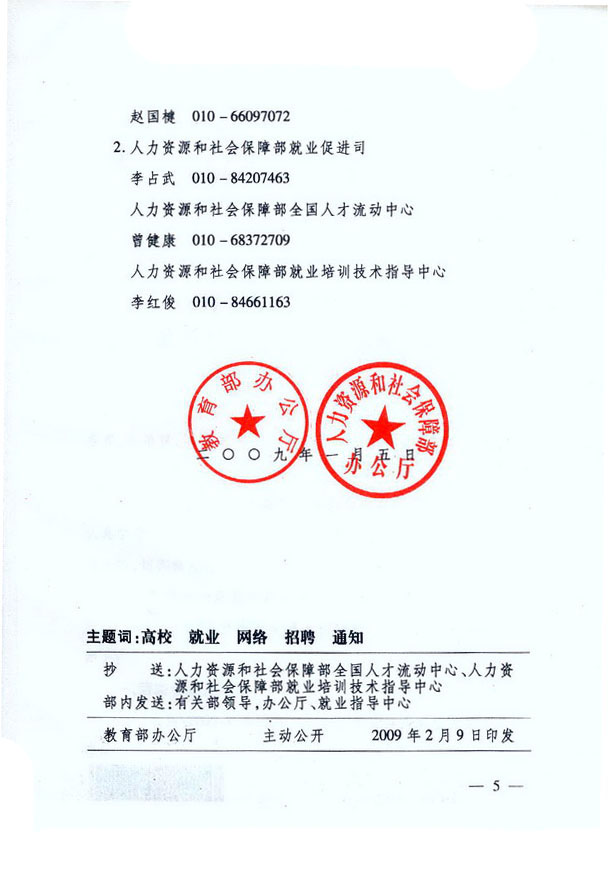 赵国楗 010-66097072
2.人力资源和社会保障部就业促进司
李占武 010-84207463
人力资源和社会保障部全国人才流动中心
曾健康 010-68372709
人力资源和社会保障部就业培训技术指导中心
李红俊 010-84661163
教育部办公厅
人力资源和社会保障部
办公厅
二〇〇九年一月五日
主题词:高校 就业 网络 招聘 通知
抄 送:人力资源和社会保障部全国人才流动中心、人力资
源和社会保障部就业培训技术指导中心
部内发送:有关部领导,办公厅、就业指导中心
教育部办公厅 主动公开 2009年2月9日印发
— 5 —